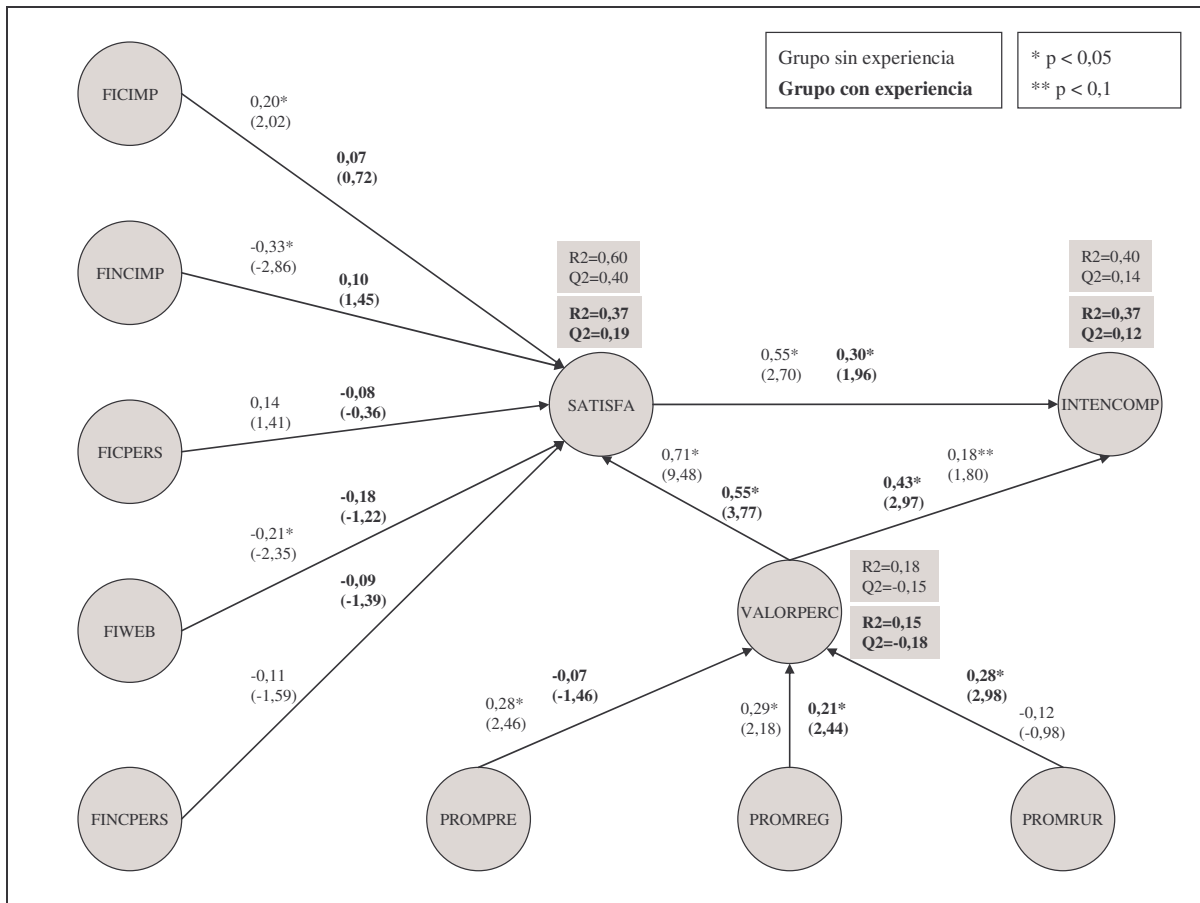 Grupo sin experiencia
Grupo con experiencia
* p < 0,05
** p < 0,1
FICIMP
0,20*
(2,02)
0,07
(0,72)
FINCIMP
-0,33*
(-2,86)
0,10
(1,45)
R2=0,60
Q2=0,40
R2=0,37
Q2=0,19
R2=0,40
Q2=0,14
R2=0,37
Q2=0,12
FICPERS
0,14
(1,41)
-0,08
(-0,36)
SATISFA
0,55*
(2,70)
0,30*
(1,96)
INTENCOMP
0,71*
(9,48)
0,55*
(3,77)
0,43*
(2,97)
0,18**
(1,80)
FIWEB
-0,21*
(-2,35)
-0,18
(-1,22)
-0,09
(-1,39)
VALORPERC
R2=0,18
Q2=-0,15
R2=0,15
Q2=-0,18
-0,11
(-1,59)
0,28*
(2,46)
-0,07
(-1,46)
0,29*
(2,18)
0,21*
(2,44)
0,28*
(2,98)
-0,12
(-0,98)
FINCPERS
PROMPRE
PROMREG
PROMRUR